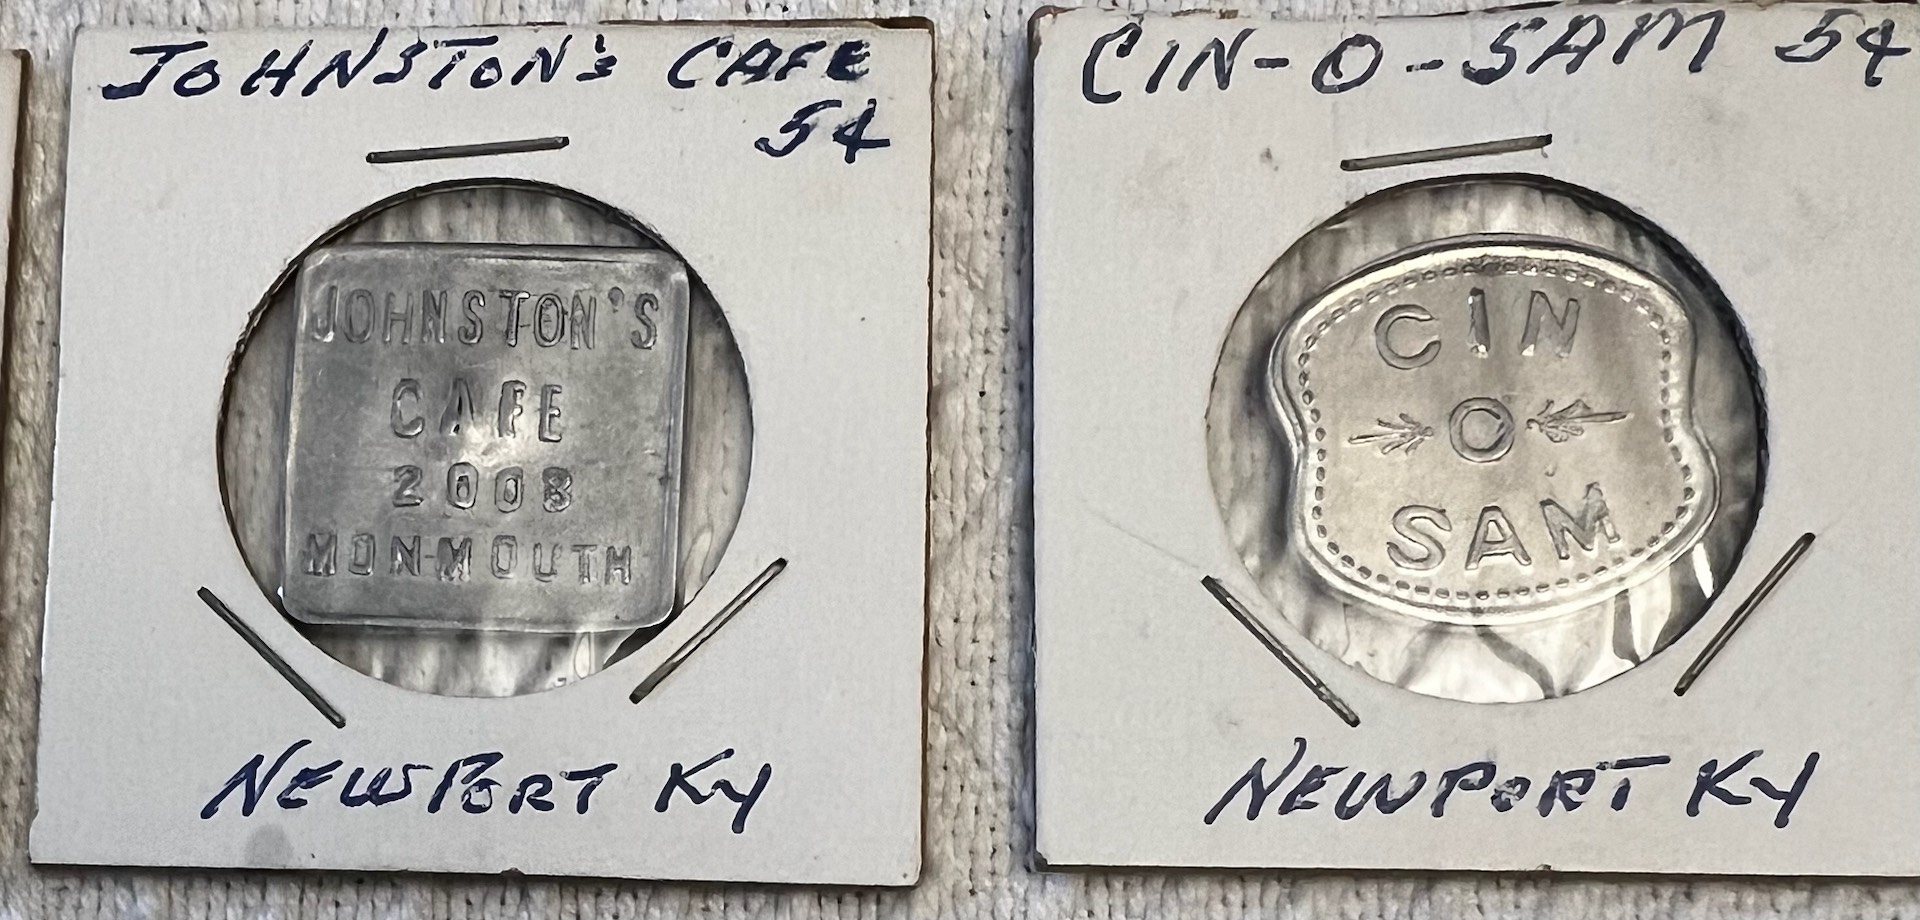 JOHNSTON'S CAFE
5¢
JOHNSTON'S
CAFE
2008
MONMOUTH
NEWPORT KY
CIN-O-SAM 5¢
CIN
O
SAM
NEWPORT KY